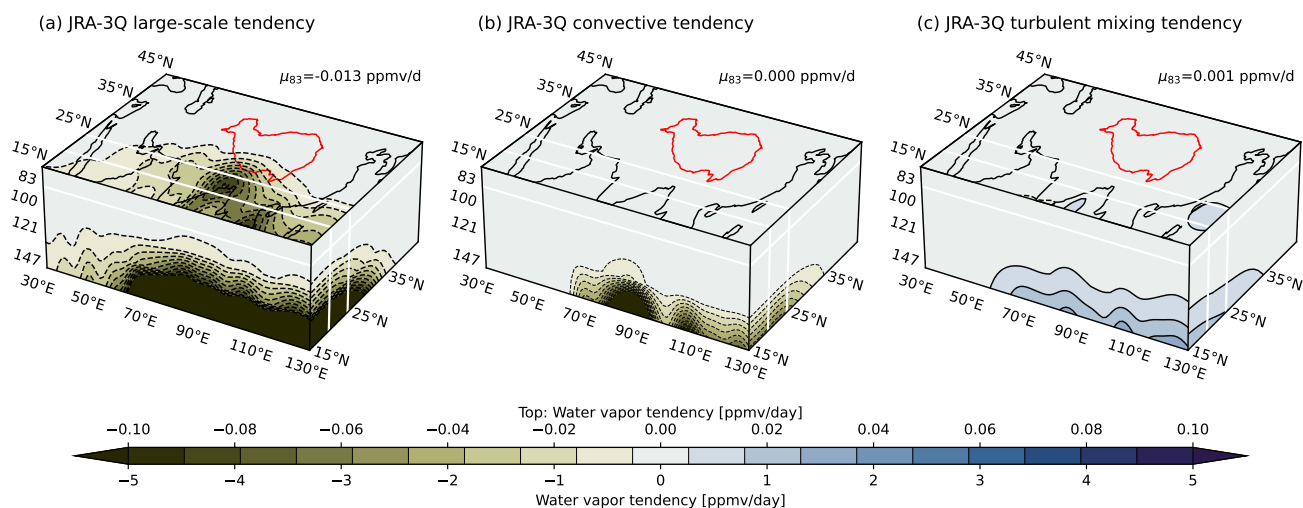 (a) JRA-3Q large-scale tendency
(b) JRA-3Q convective tendency
(c) JRA-3Q turbulent mixing tendency
μ83=-0.013 ppmv/d
μ83=0.000 ppmv/d
μ83=0.001 ppmv/d
45°N
35°N
25°N
15°N
83
100
121
147
30°E
50°E
70°E
90°E
110°E
130°E
15°N
25°N
35°N
45°N
35°N
25°N
15°N
83
100
121
147
30°E
50°E
70°E
90°E
110°E
130°E
15°N
25°N
35°N
45°N
35°N
25°N
15°N
83
100
121
147
30°E
50°E
70°E
90°E
110°E
130°E
15°N
25°N
35°N
Top: Water vapor tendency [ppmv/day]
−0.10 −0.08 −0.06 −0.04 −0.02 0.00 0.02 0.04 0.06 0.08 0.10
−5 −4 −3 −2 −1 0 1 2 3 4 5
Water vapor tendency [ppmv/day]